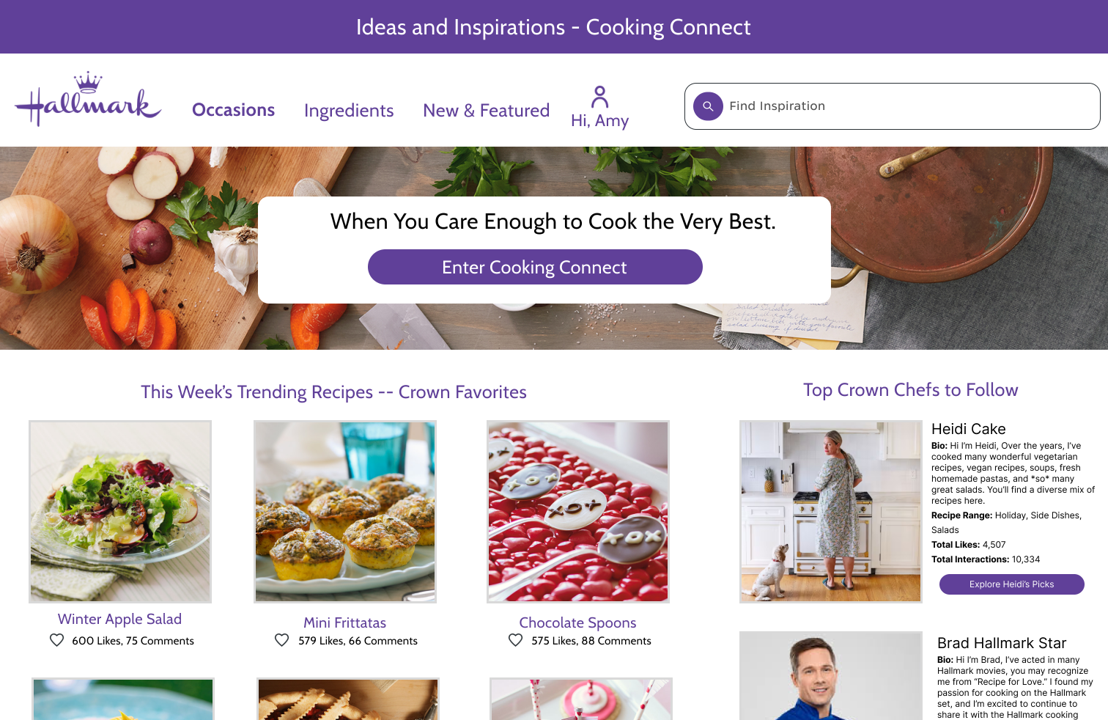 Ideas and Inspirations - Cooking Connect
Hallmark
Occasions
Ingredients
New & Featured
Hi, Amy
Find Inspiration
When You Care Enough to Cook the Very Best.
Enter Cooking Connect
This Week's Trending Recipes -- Crown Favorites
XOX
XOX
XOX
Winter Apple Salad
600 Likes, 75 Comments
Mini Frittatas
579 Likes, 66 Comments
Chocolate Spoons
575 Likes, 88 Comments
Top Crown Chefs to Follow
Heidi Cake
Bio: Hi I'm Heidi, Over the years, I've
cooked many wonderful vegetarian
recipes, vegan recipes, soups, fresh
homemade pastas, and *so* many
great salads. You'll find a diverse mix of
recipes here.
Recipe Range: Holiday, Side Dishes,
Salads
Total Likes: 4,507
Total Interactions: 10,334
Explore Heidi's Picks
Brad Hallmark Star
Bio: Hi I'm Brad, I've acted in many
Hallmark movies, you may recognize
me from "Recipe for Love." I found my
passion for cooking on the Hallmark
set, and I'm excited to continue to
share it with the Hallmark cooking